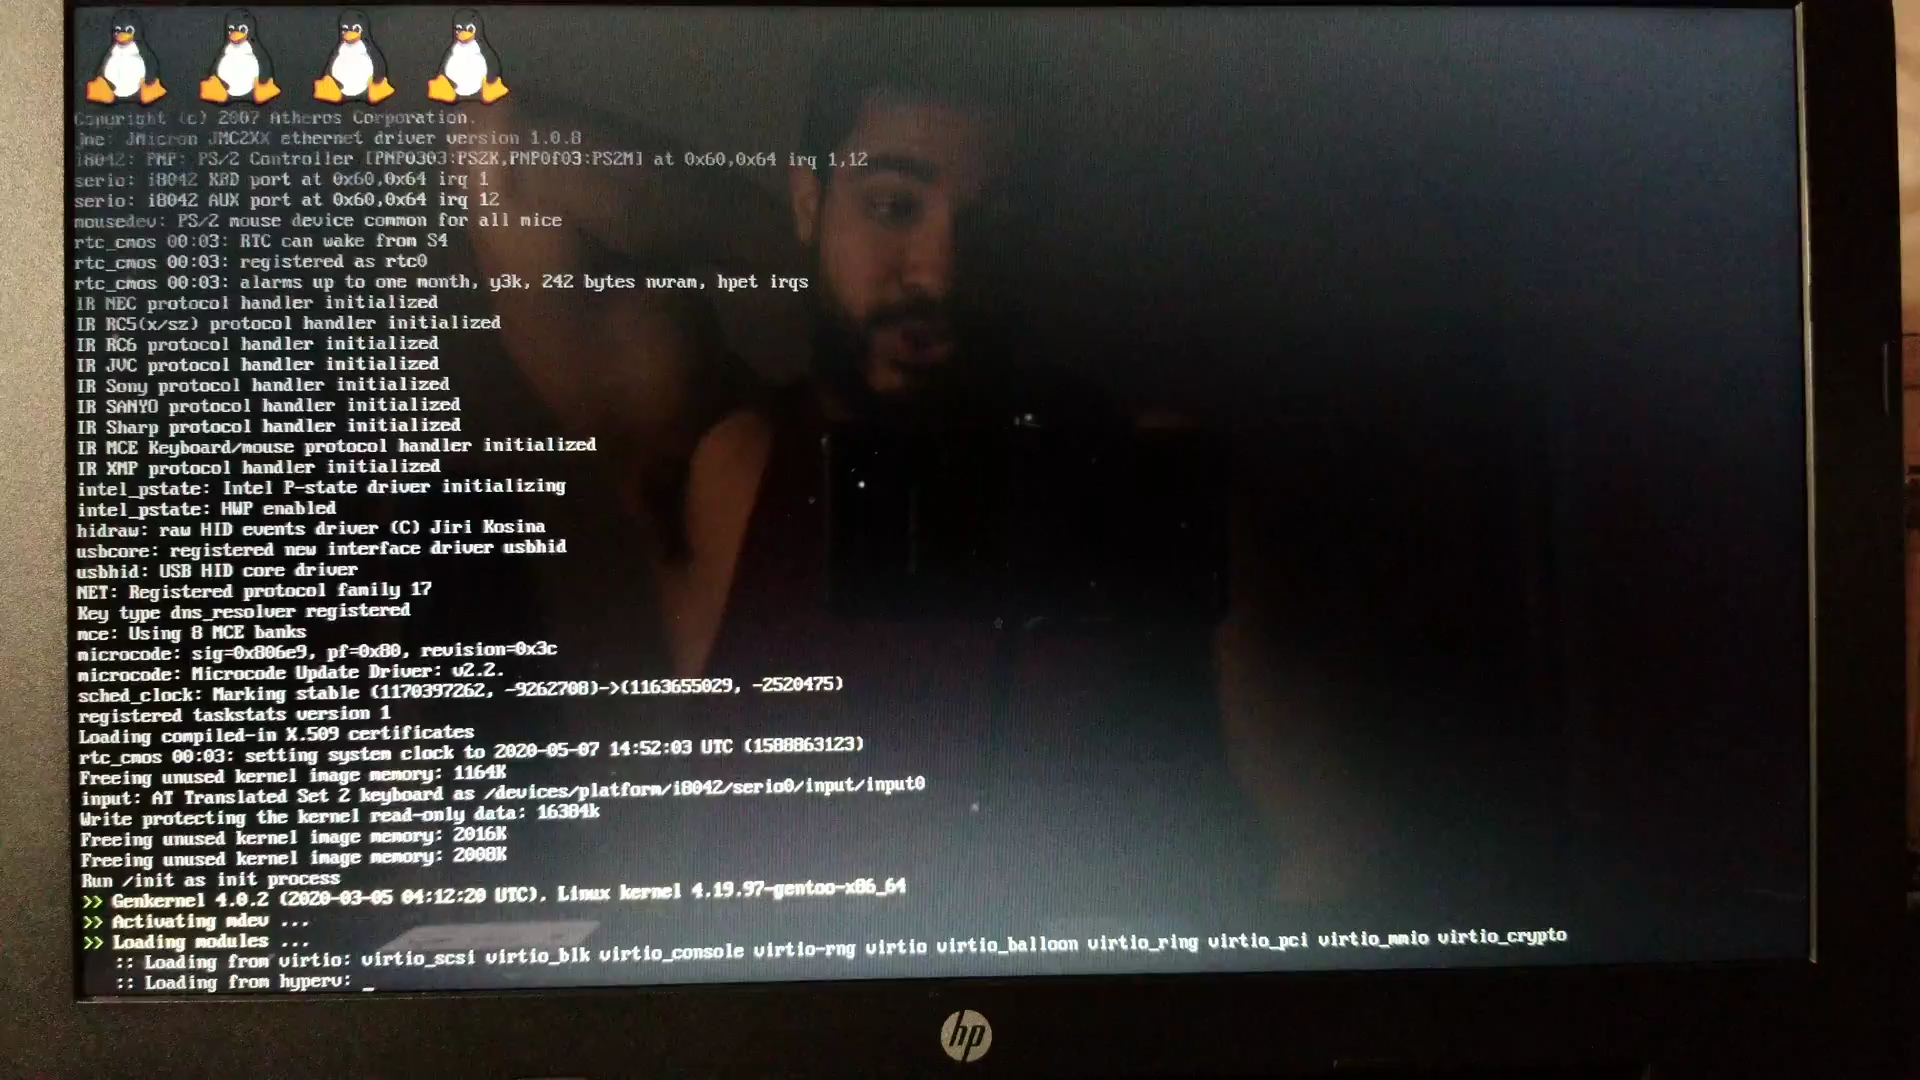 Copyright (c) 2007 Atheros Corporation.
jme: JMicron JMC2XX ethernet driver version 1.0.8
i8042: PNP: PS/2 Controller [PNP0303:PS2K,PNP0f03:PS2M] at 0x60,0x64 irq 1,12
serio: i8042 KBD port at 0x60,0x64 irq 1
serio: i8042 AUX port at 0x60,0x64 irq 12
mousedev: PS/2 mouse device common for all mice
rtc_cmos 00:03: RTC can wake from S4
rtc_cmos 00:03: registered as rtc0
rtc_cmos 00:03: alarms up to one month, y3k, 242 bytes nvram, hpet irqs
IR NEC protocol handler initialized
IR RC5(x/sz) protocol handler initialized
IR RC6 protocol handler initialized
IR JVC protocol handler initialized
IR Sony protocol handler initialized
IR SANYO protocol handler initialized
IR Sharp protocol handler initialized
IR MCE Keyboard/mouse protocol handler initialized
IR XMP protocol handler initialized
intel_pstate: Intel P-state driver initializing
intel_pstate: HWP enabled
hidraw: raw HID events driver (C) Jiri Kosina
usbcore: registered new interface driver usbhid
usbhid: USB HID core driver
NET: Registered protocol family 17
Key type dns_resolver registered
mce: Using 8 MCE banks
microcode: sig=0x806e9, pf=0x80, revision=0x3c
microcode: Microcode Update Driver: v2.2.
sched_clock: Marking stable (1170397262, -9262708)->(1163655029, -2520475)
registered taskstats version 1
Loading compiled-in X.509 certificates
rtc_cmos 00:03: setting system clock to 2020-05-07 14:52:03 UTC (1588863123)
Freeing unused kernel image memory: 1164K
input: AT Translated Set 2 keyboard as /devices/platform/i8042/serio0/input/input0
Write protecting the kernel read-only data: 16384k
Freeing unused kernel image memory: 2016K
Freeing unused kernel image memory: 2008K
Run /init as init process
>> Genkernel 4.0.2 (2020-03-05 04:12:20 UTC). Linux kernel 4.19.97-gentoo-x86_64
>> Activating mdev ...
>> Loading modules ...
:: Loading from virtio: virtio_scsi virtio_blk virtio_console virtio-rng virtio virtio_balloon virtio_ring virtio_pci virtio_mmio virtio_crypto
:: Loading from hyperv: _
hp